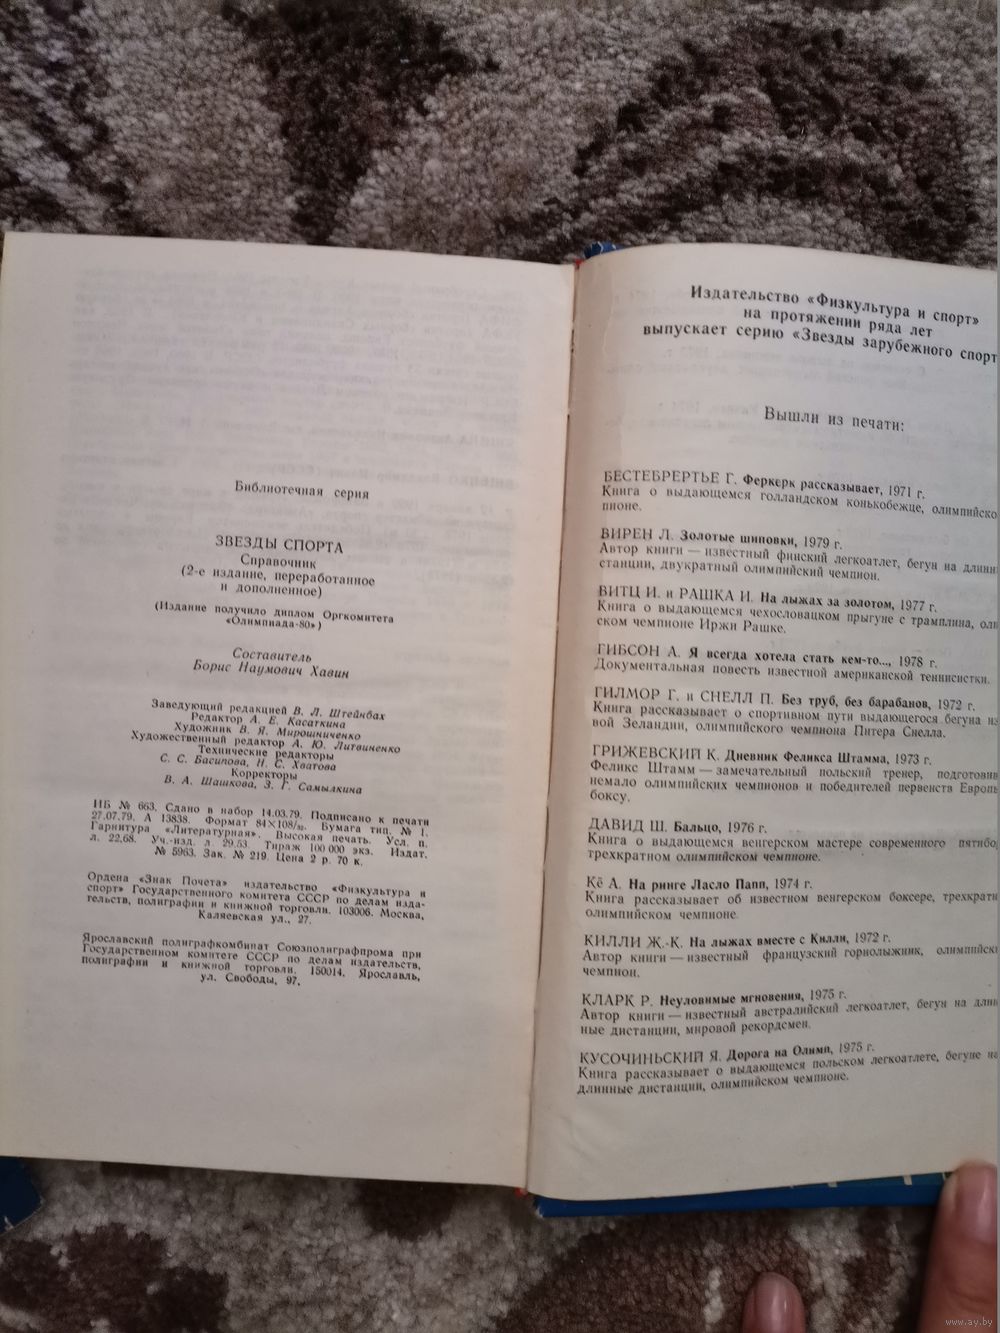 Библиотечная серия
ЗВЕЗДЫ СПОРТА
Справочник
(2-е издание, переработанное
и дополненное)
(Издание получило диплом Оргкомитета
«Олимпиада-80»)
Составитель
Борис Наумович Хавин
Заведующий редакцией В. Л. Штейнбах
Редактор А. Е. Касаткина
Художник В. Я. Мирошниченко
Художественный редактор А. Ю. Литвиненко
Технические редакторы
С. С. Басипова, Н. С. Хватова
Корректоры
В. А. Шашкова, З. Г. Самылкина
ИБ № 663. Сдано в набор 14.03.79. Подписано к печати
27.07.79. А 13838. Формат 84×108/32. Бумага тип. № 1.
Гарнитура «Литературная». Высокая печать. Усл. п.
л. 22,68. Уч.-изд. л. 29,53. Тираж 100 000 экз. Издат.
№ 5963. Зак. № 219. Цена 2 р. 70 к.
Ордена «Знак Почета» издательство «Физкультура и
спорт» Государственного комитета СССР по делам изда-
тельств, полиграфии и книжной торговли. 103006. Москва,
Каляевская ул., 27.
Ярославский полиграфкомбинат Союзполиграфпрома при
Государственном комитете СССР по делам издательств,
полиграфии и книжной торговли. 150014. Ярославль,
ул. Свободы, 97.
Издательство «Физкультура и спорт»
на протяжении ряда лет
выпускает серию «Звезды зарубежного спорт
Вышли из печати:
БЕСТЕБРЕРТЬЕ Г. Феркерк рассказывает, 1971 г.
Книга о выдающемся голландском конькобежце, олимпийско
пионе.
ВИРЕН Л. Золотые шиповки, 1979 г.
Автор книги — известный финский легкоатлет, бегун на длинн
станции, двукратный олимпийский чемпион.
ВИТЦ И. и РАШКА И. На лыжах за золотом, 1977 г.
Книга о выдающемся чехословацком прыгуне с трамплина, оли
ском чемпионе Иржи Рашке.
ГИБСОН А. Я всегда хотела стать кем-то..., 1978 г.
Документальная повесть известной американской теннисистки.
ГИЛМОР Г. и СНЕЛЛ П. Без труб, без барабанов, 1972 г.
Книга рассказывает о спортивном пути выдающегося бегуна из
вой Зеландии, олимпийского чемпиона Питера Снелла.
ГРИЖЕВСКИЙ К. Дневник Феликса Штамма, 1973 г.
Феликс Штамм — замечательный польский тренер, подготовив
немало олимпийских чемпионов и победителей первенств Европы
боксу.
ДАВИД Ш. Бальцо, 1976 г.
Книга о выдающемся венгерском мастере современного пятибо
трехкратном олимпийском чемпионе.
Кё А. На ринге Ласло Папп, 1974 г.
Книга рассказывает об известном венгерском боксере, трехкратн
олимпийском чемпионе.
КИЛЛИ Ж.-К. На лыжах вместе с Килли, 1972 г.
Автор книги — известный французский горнолыжник, олимпийск
чемпион.
КЛАРК Р. Неуловимые мгновения, 1975 г.
Автор книги — известный австралийский легкоатлет, бегун на длин
ные дистанции, мировой рекордсмен.
КУСОЧИНЬСКИЙ Я. Дорога на Олимп, 1975 г.
Книга рассказывает о выдающемся польском легкоатлете, бегуне на
длинные дистанции, олимпийском чемпионе.
www.ay.by